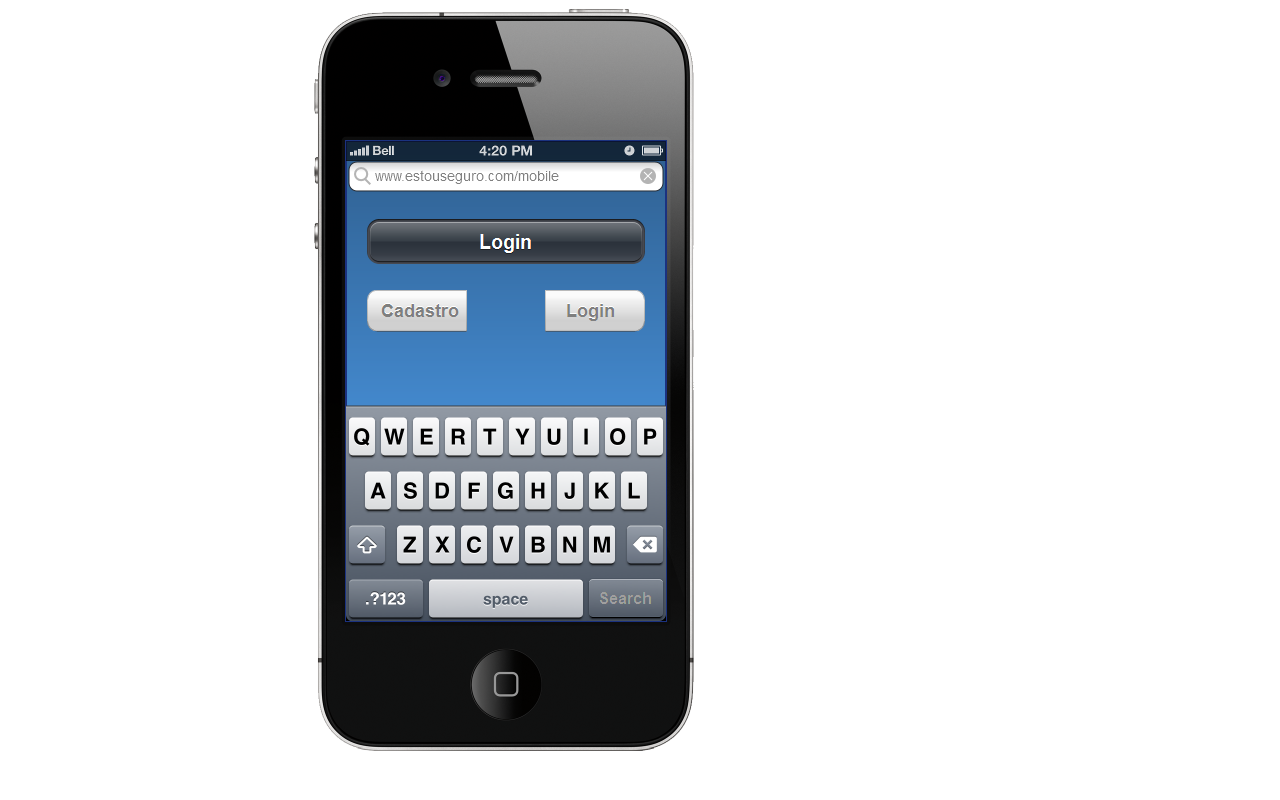 Bell 4:20 PM
www.estouseguro.com/mobile
Login
Cadastro Login
Q W E R T Y U I O P
A S D F G H J K L
Z X C V B N M
.?123 space Search